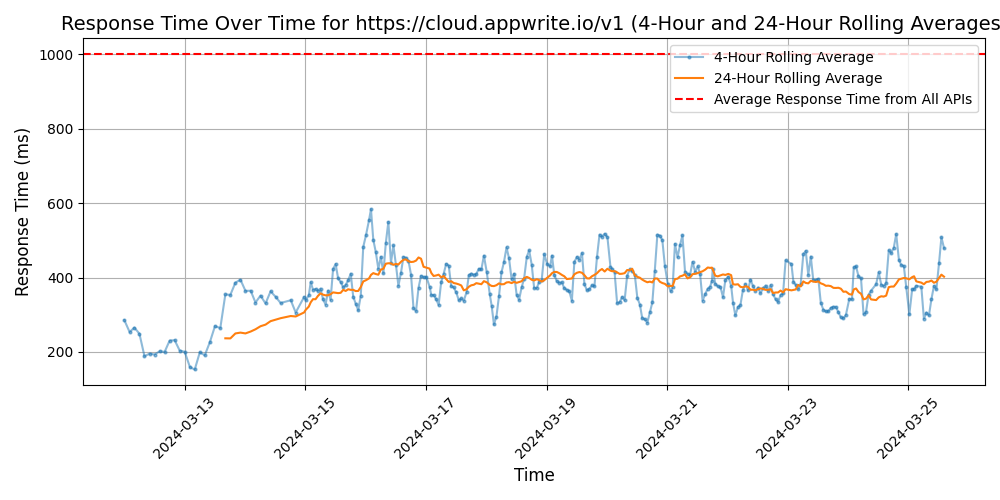 Response Time Over Time for https://cloud.appwrite.io/v1 (4-Hour and 24-Hour Rolling Averages
Response Time (ms)
1000
800
600
400
200
4-Hour Rolling Average
24-Hour Rolling Average
Average Response Time from All APIs
2024-03-13
2024-03-15
2024-03-17
2024-03-19
2024-03-21
2024-03-23
2024-03-25
Time